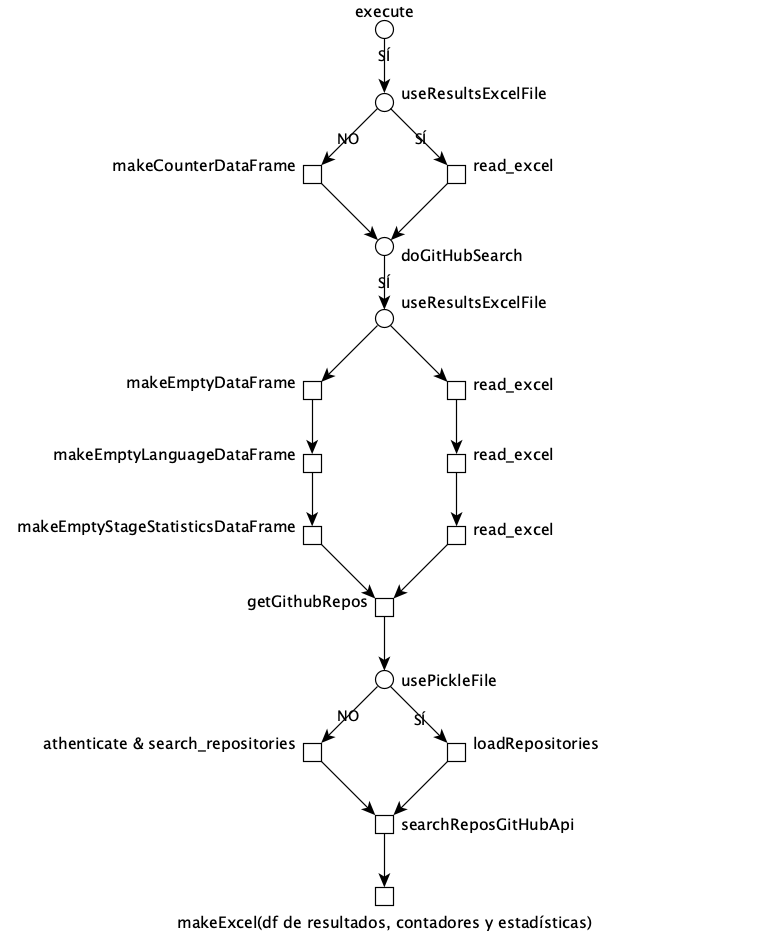 execute
SÍ
useResultsExcelFile
NO
SÍ
makeCounterDataFrame
read_excel
doGitHubSearch
SÍ
useResultsExcelFile
makeEmptyDataFrame
read_excel
makeEmptyLanguageDataFrame
read_excel
makeEmptyStageStatisticsDataFrame
read_excel
getGithubRepos
usePickleFile
NO
SÍ
athenticate & search_repositories
loadRepositories
searchReposGitHubApi
makeExcel(df de resultados, contadores y estadísticas)